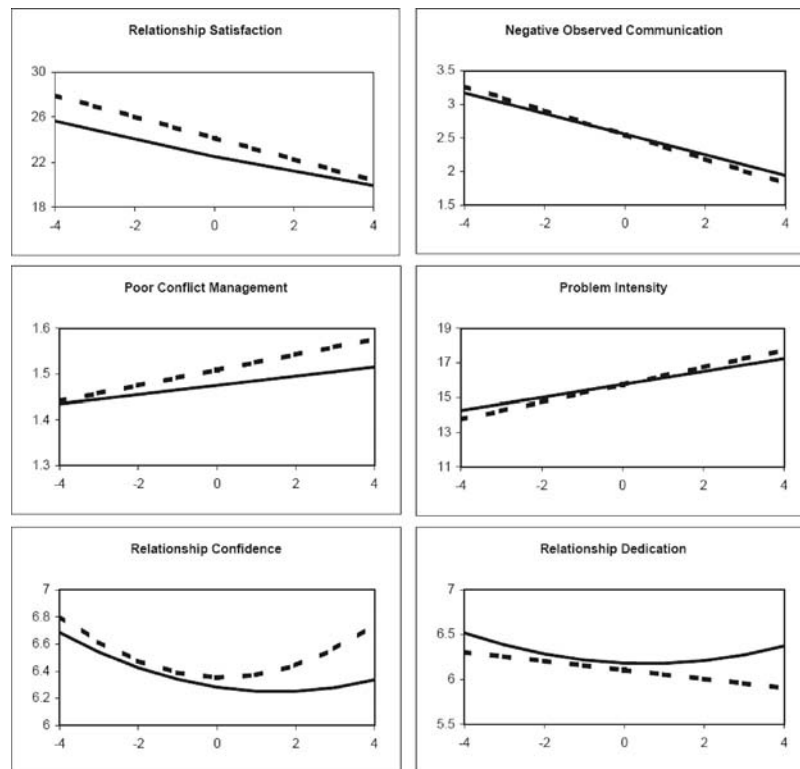 Relationship Satisfaction
30
26
22
18
-4 -2 0 2 4
Negative Observed Communication
3.5
3
2.5
2
1.5
-4 -2 0 2 4
Poor Conflict Management
1.6
1.5
1.4
1.3
-4 -2 0 2 4
Problem Intensity
19
17
15
13
11
-4 -2 0 2 4
Relationship Confidence
7
6.8
6.6
6.4
6.2
6
-4 -2 0 2 4
Relationship Dedication
7
6.5
6
5.5
-4 -2 0 2 4